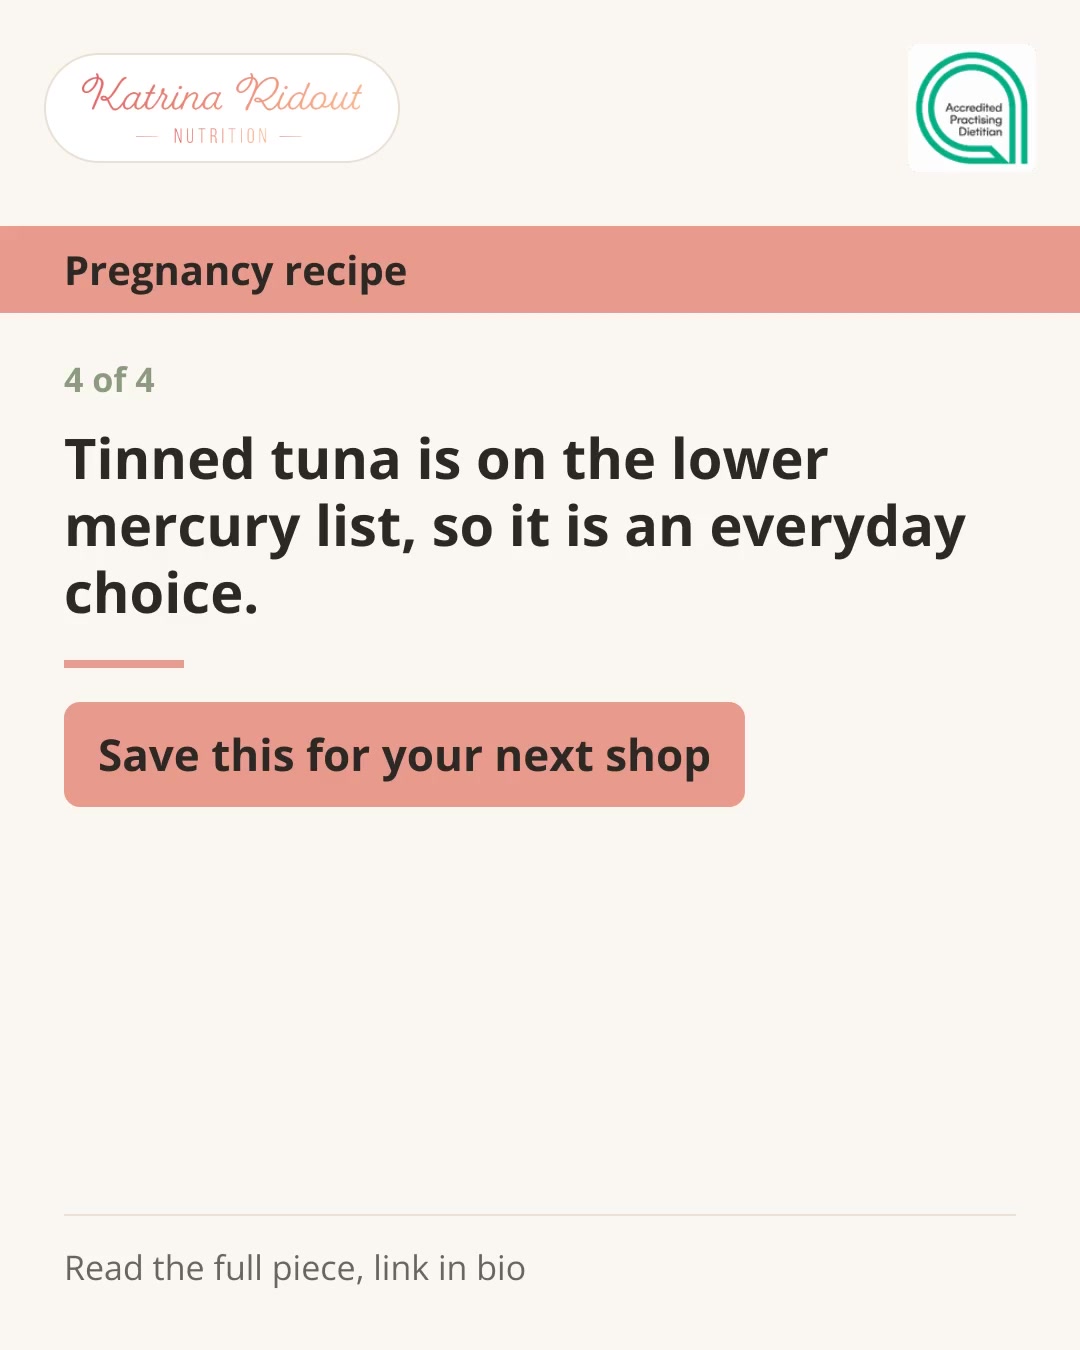 Katrina Ridout
NUTRITION
Accredited
Practising
Dietitian
Pregnancy recipe
4 of 4
Tinned tuna is on the lower
mercury list, so it is an everyday
choice.
Save this for your next shop
Read the full piece, link in bio